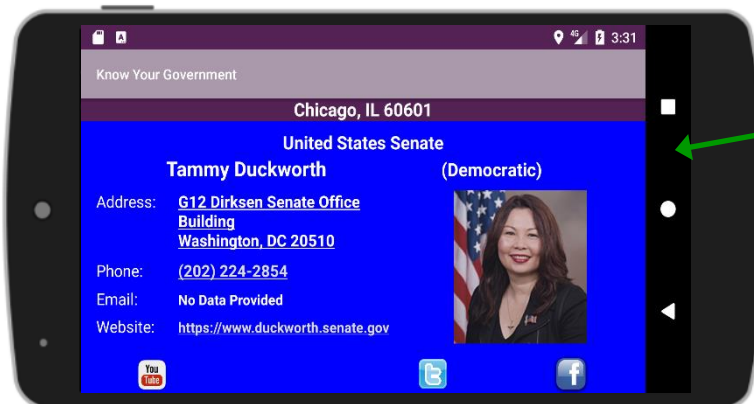 4G 3:31
Know Your Government
Chicago, IL 60601
United States Senate
Tammy Duckworth (Democratic)
Address: G12 Dirksen Senate Office
Building
Washington, DC 20510
Phone: (202) 224-2854
Email: No Data Provided
Website: https://www.duckworth.senate.gov
You
Tube
f